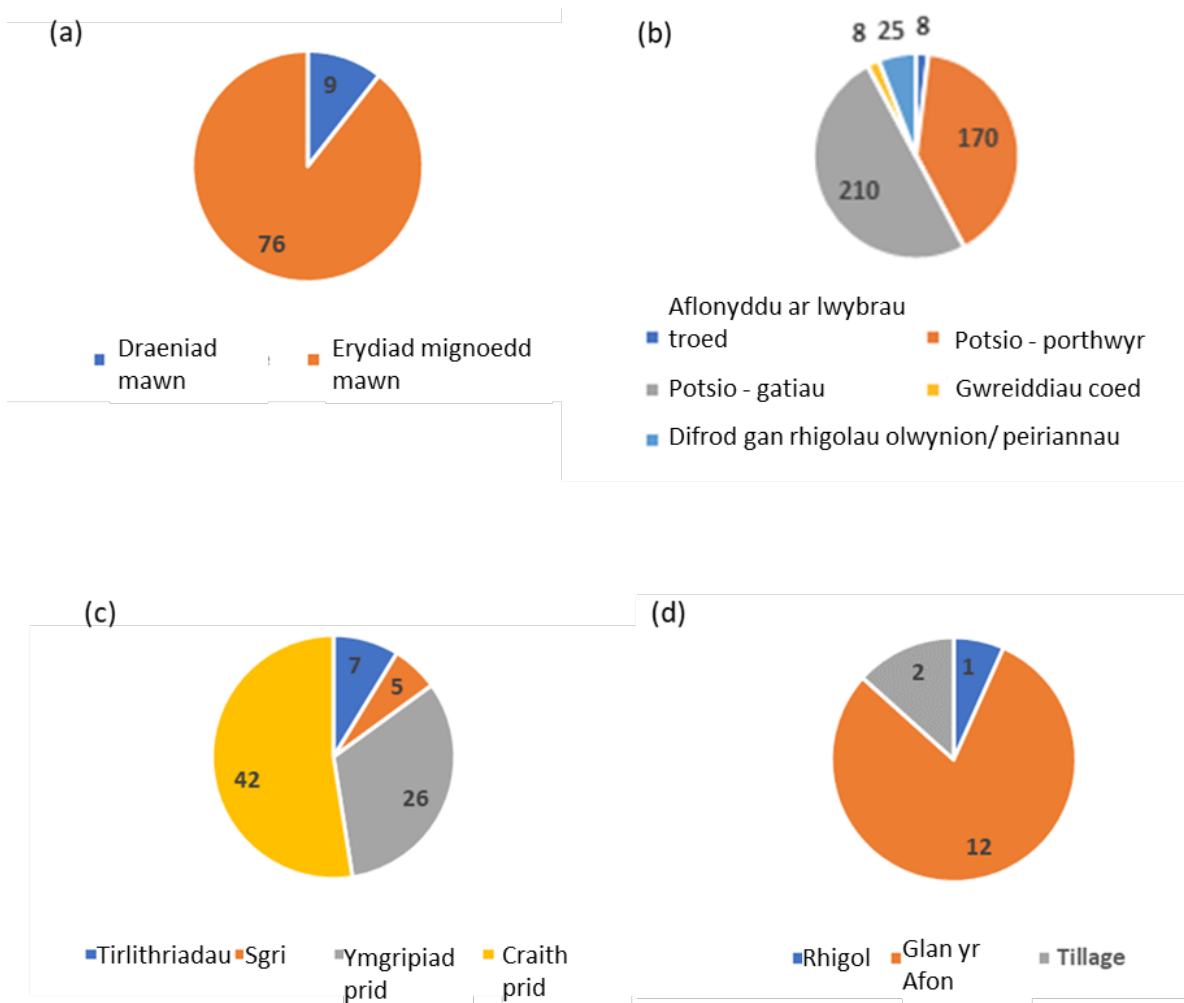 (a)
9
76
Draeniad
mawn
Erydiad mignoedd
mawn
(b)
8 25 8
170
210
Aflonyddu ar lwybrau
troed
Potsio - porthwyr
Potsio - gatiau
Gwreiddiau coed
Difrod gan rhigolau olwynion/ peiriannau
(c)
7
5
26
42
Tirlithriadau
Sgri
Ymgripiad
prid
Craith
prid
(d)
2
1
12
Rhigol
Glan yr
Afon
Tillage